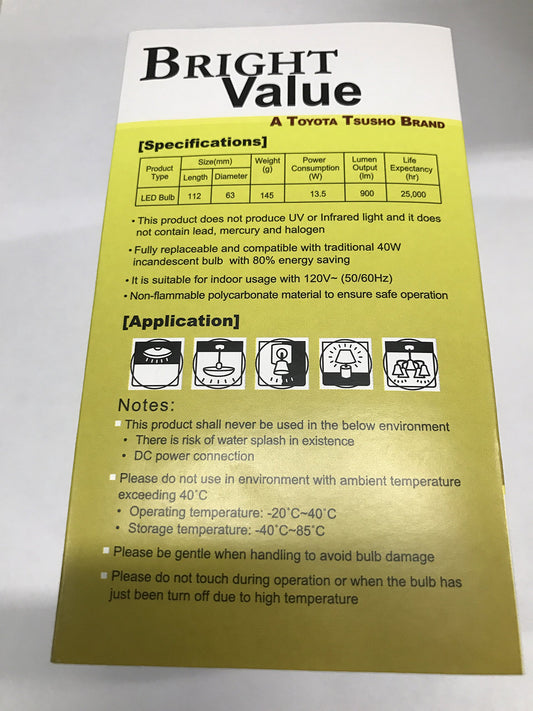 BRIGHT
Value
A TOYOTA TSUSHO BRAND
[Specifications]
Product Type Size(mm) Weight (g) Power Consumption (W) Lumen Output (lm) Life Expectancy (hr)
Length Diameter
LED Bulb 112 63 145 13.5 900 25,000
• This product does not produce UV or Infrared light and it does
not contain lead, mercury and halogen
• Fully replaceable and compatible with traditional 40W
incandescent bulb with 80% energy saving
• It is suitable for indoor usage with 120V~ (50/60Hz)
• Non-flammable polycarbonate material to ensure safe operation
[Application]
Notes:
■ This product shall never be used in the below environment
• There is risk of water splash in existence
• DC power connection
■ Please do not use in environment with ambient temperature
exceeding 40˚C
• Operating temperature: -20˚C~40˚C
• Storage temperature: -40˚C~85˚C
■ Please be gentle when handling to avoid bulb damage
■ Please do not touch during operation or when the bulb has
just been turn off due to high temperature